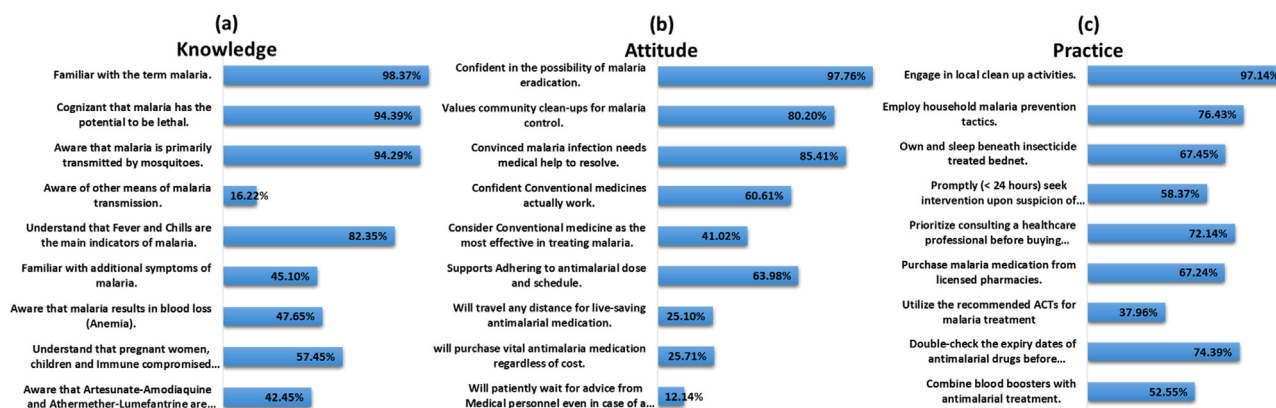 (a)
Knowledge
Familiar with the term malaria.
98.37%
Cognizant that malaria has the
potential to be lethal.
94.39%
Aware that malaria is primarily
transmitted by mosquitoes.
94.29%
Aware of other means of malaria
transmission.
16.22%
Understand that Fever and Chills are
the main indicators of malaria.
82.35%
Familiar with additional symptoms of
malaria.
45.10%
Aware that malaria results in blood loss
(Anemia).
47.65%
Understand that pregnant women,
children and Immune compromised...
57.45%
Aware that Artesunate-Amodiaquine
and Athermether-Lumefantrine are...
42.45%
(b)
Attitude
Confident in the possibility of malaria
eradication.
97.76%
Values community clean-ups for malaria
control.
80.20%
Convinced malaria infection needs
medical help to resolve.
85.41%
Confident Conventional medicines
actually work.
60.61%
Consider Conventional medicine as the
most effective in treating malaria.
41.02%
Supports Adhering to antimalarial dose
and schedule.
63.98%
Will travel any distance for live-saving
antimalarial medication.
25.10%
will purchase vital antimalaria medication
regardless of cost.
25.71%
Will patiently wait for advice from
Medical personnel even in case of a...
12.14%
(c)
Practice
Engage in local clean up activities.
97.14%
Employ household malaria prevention
tactics.
76.43%
Own and sleep beneath insecticide
treated bednet.
67.45%
Promptly (< 24 hours) seek
intervention upon suspicion of...
58.37%
Prioritize consulting a healthcare
professional before buying...
72.14%
Purchase malaria medication from
licensed pharmacies.
67.24%
Utilize the recommended ACTs for
malaria treatment
37.96%
Double-check the expiry dates of
antimalarial drugs before...
74.39%
Combine blood boosters with
antimalarial treatment.
52.55%